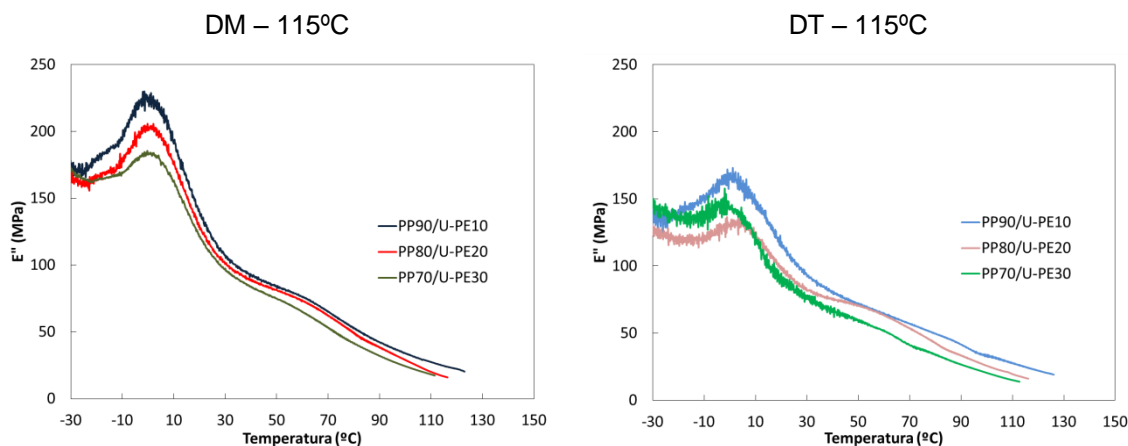 DM – 115ºC
250
200
150
100
50
0
E'' (MPa)
-30 -10 10 30 50 70 90 110 130 150
Temperatura (ºC)
PP90/U-PE10
PP80/U-PE20
PP70/U-PE30
DT – 115ºC
250
200
150
100
50
0
E'' (MPa)
-30 -10 10 30 50 70 90 110 130 150
Temperatura (ºC)
PP90/U-PE10
PP80/U-PE20
PP70/U-PE30